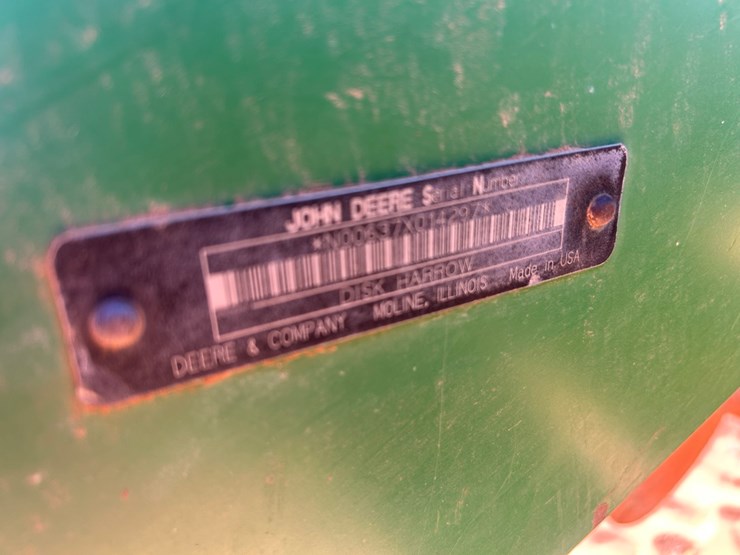 JOHN DEERE Serial Number
*N00637X014297*
DISK HARROW
DEERE & COMPANY MOLINE, ILLINOIS Made in USA